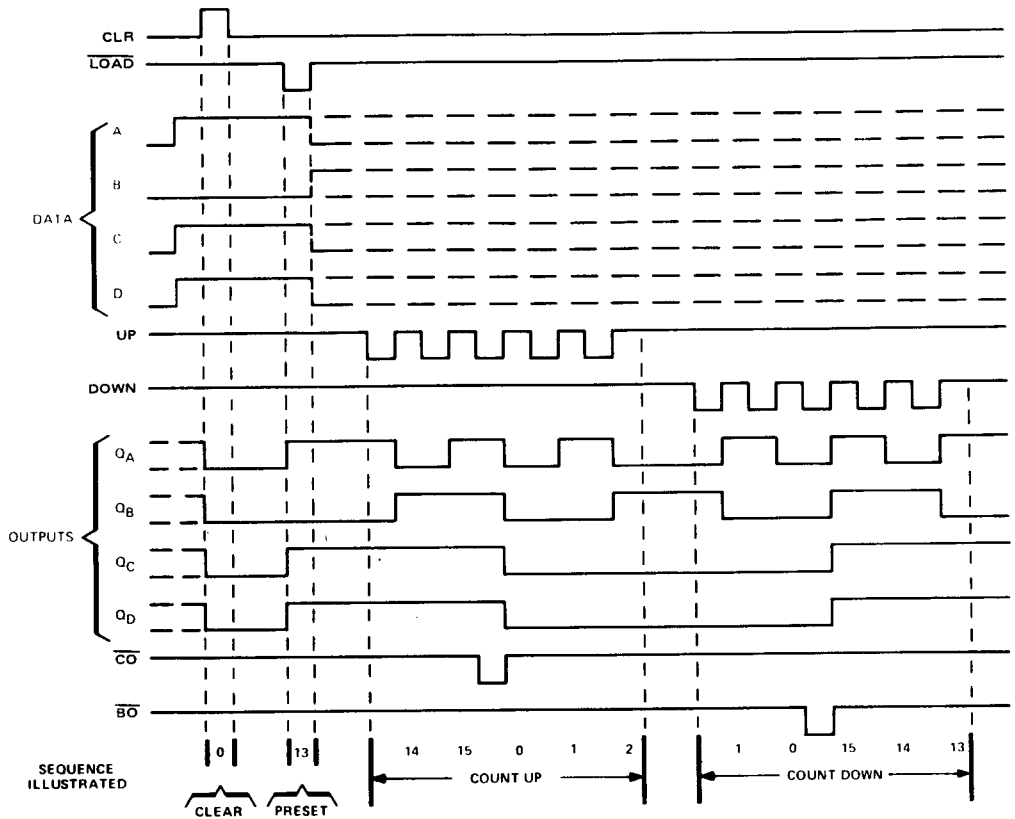 CLR
LOAD
A
B
DATA
C
D
UP
DOWN
QA
QB
OUTPUTS
QC
QD
CO
BO
SEQUENCE
ILLUSTRATED
0 13 14 15 0 1 2 1 0 15 14 13
COUNT UP COUNT DOWN
CLEAR PRESET